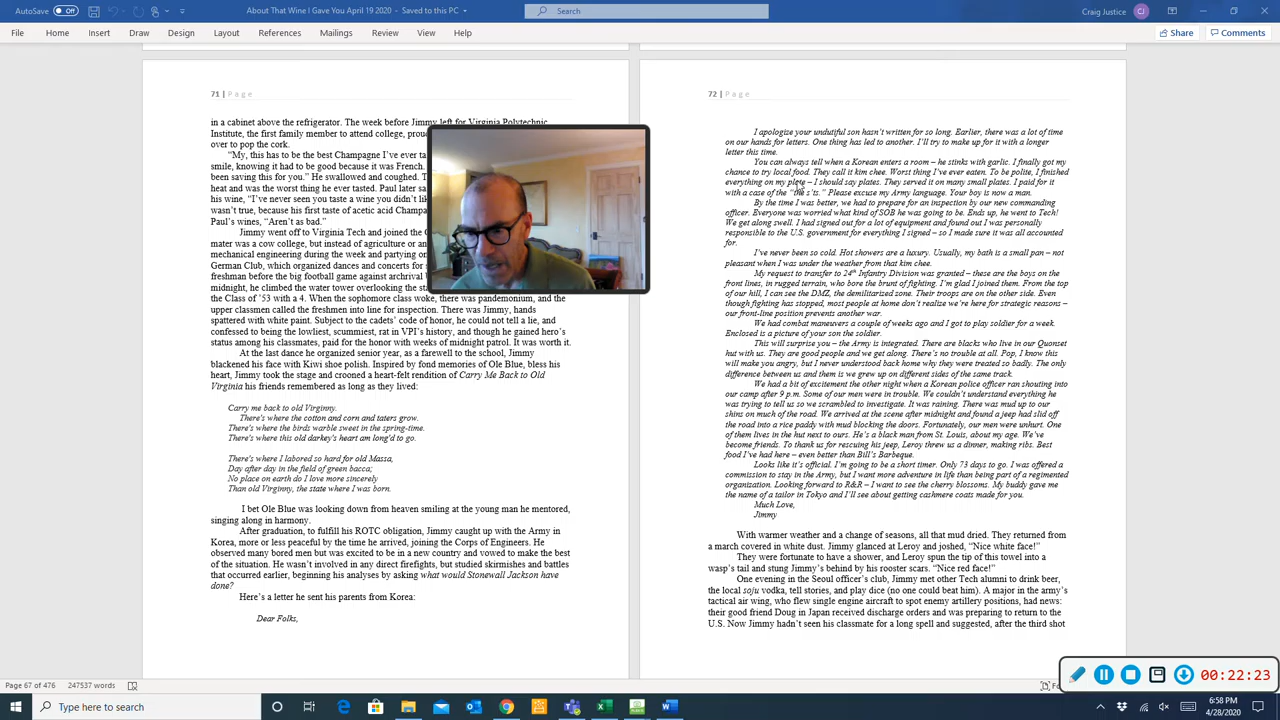 AutoSave Off
About That Wine I Gave You April 19 2020 - Saved to this PC
Search
Craig Justice
CJ
File Home Insert Draw Design Layout References Mailings Review View Help
Share
Comments
71 | Page
in a cabinet above the refrigerator. The week before Jimmy left for Virginia Polytechnic
Institute, the first family member to attend college,
over to pop the cork.
"My, this has to be the best Champagne I've ever
smile, knowing it had to be good because it was French.
been saving this for you." He swallowed and coughed.
heat and was the worst thing he ever tasted. Paul later
his wine, "I've never seen you taste a wine you didn't
wasn't true, because his first taste of acetic acid
Paul's wines, "Aren't as bad."
Jimmy went off to Virginia Tech and joined the
mater was a cow college, but instead of agriculture or
mechanical engineering during the week and partying
German Club, which organized dances and concerts for
freshman before the big football game against archrival
midnight, he climbed the water tower overlooking the
the Class of '53 with a 4. When the sophomore class woke, there was pandemonium, and the
upper classmen called the freshmen into line for inspection. There was Jimmy, hands
spattered with white paint. Subject to the cadets' code of honor, he could not tell a lie, and
confessed to being the lowliest, scummiest, rat in VPI's history, and though he gained hero's
status among his classmates, paid for the honor with weeks of midnight patrol. It was worth it.
At the last dance he organized senior year, as a farewell to the school, Jimmy
blackened his face with Kiwi shoe polish. Inspired by fond memories of Ole Blue, bless his
heart, Jimmy took the stage and crooned a heart-felt rendition of Carry Me Back to Old
Virginia his friends remembered as long as they lived:
Carry me back to old Virginny.
There's where the cotton and corn and taters grow.
There's where the birds warble sweet in the spring-time.
There's where this old darkey's heart am long'd to go.
There's where I labored so hard for old Massa,
Day after day in the field of green bacca;
No place on earth do I love more sincerely
Than old Virginny, the state where I was born.
I bet Ole Blue was looking down from heaven smiling at the young man he mentored,
singing along in harmony.
After graduation, to fulfill his ROTC obligation, Jimmy caught up with the Army in
Korea, more or less peaceful by the time he arrived, joining the Corps of Engineers. He
observed many bored men but was excited to be in a new country and vowed to make the best
of the situation. He wasn't involved in any direct firefights, but studied skirmishes and battles
that occurred earlier, beginning his analyses by asking what would Stonewall Jackson have
done?
Here's a letter he sent his parents from Korea:
Dear Folks,
72 | Page
I apologise your undutiful son hasn't written for so long. Earlier, there was a lot of time
on our hands for letters. One thing has led to another. I'll try to make up for it with a longer
letter this time.
You can always tell when a Korean enters a room – he stinks with garlic. I finally got my
chance to try local food. They call it kim chee. Worst thing I've ever eaten. To be polite, I finished
everything on my plate – I should say plates. They served it on many small plates. I paid for it
with a case of the "the s'ts." Please excuse my Army language. Your boy is now a man.
By the time I was better, we had to prepare for an inspection by our new commanding
officer. Everyone was worried what kind of SOB he was going to be. Ends up, he went to Tech!
We get along swell. I had signed out for a lot of equipment and found out I was personally
responsible to the U.S. government for everything I signed – so I made sure it was all accounted
for.
I've never been so cold. Hot showers are a luxury. Usually, my bath is a small pan – not
pleasant when I was under the weather from that kim chee.
My request to transfer to 24th Infantry Division was granted – these are the boys on the
front lines, in rugged terrain, who bore the brunt of fighting. I'm glad I joined them. From the top
of our hill, I can see the DMZ, the demilitarized zone. Their troops are on the other side. Even
though fighting has stopped, most people at home don't realize we're here for strategic reasons –
our front-line position prevents another war.
We had combat maneuvers a couple of weeks ago and I got to play soldier for a week.
Enclosed is a picture of your son the soldier.
This will surprise you – the Army is integrated. There are blacks who live in our Quonset
hut with us. They are good people and we get along. There's no trouble at all. Pop, I know this
will make you angry, but I never understood back home why they were treated so badly. The only
difference between us and them is we grew up on different sides of the same track.
We had a bit of excitement the other night when a Korean police officer ran shouting into
our camp after 9 p.m. Some of our men were in trouble. We couldn't understand everything he
was trying to tell us so we scrambled to investigate. It was raining. There was mud up to our
shins on much of the road. We arrived at the scene after midnight and found a jeep had slid off
the road into a rice paddy with mud blocking the doors. Fortunately, our men were unhurt. One
of them lives in the hut next to ours. He's a black man from St. Louis, about my age. We've
become friends. To thank us for rescuing his jeep, Leroy threw us a dinner, making ribs. Best
food I've had here – even better than Bill's Barbeque.
Looks like it's official. I'm going to be a short timer. Only 73 days to go. I was offered a
commission to stay in the Army, but I want more adventure in life than being part of a regimented
organization. Looking forward to R&R – I want to see the cherry blossoms. My buddy gave me
the name of a tailor in Tokyo and I'll see about getting cashmere coats made for you.
Much Love,
Jimmy
With warmer weather and a change of seasons, all that mud dried. They returned from
a march covered in white dust. Jimmy glanced at Leroy and joshed, "Nice white face!"
They were fortunate to have a shower, and Leroy spun the tip of this towel into a
wasp's tail and stung Jimmy's behind by his rooster scars. "Nice red face!"
One evening in the Seoul officer's club, Jimmy met other Tech alumni to drink beer,
the local soju vodka, tell stories, and play dice (no one could beat him). A major in the army's
tactical air wing, who flew single engine aircraft to spot enemy artillery positions, had news:
their good friend Doug in Japan received discharge orders and was preparing to return to the
U.S. Now Jimmy hadn't seen his classmate for a long spell and suggested, after the third shot
Page 67 of 476 247537 words
00:22:23
Type here to search
6:58 PM
4/28/2020